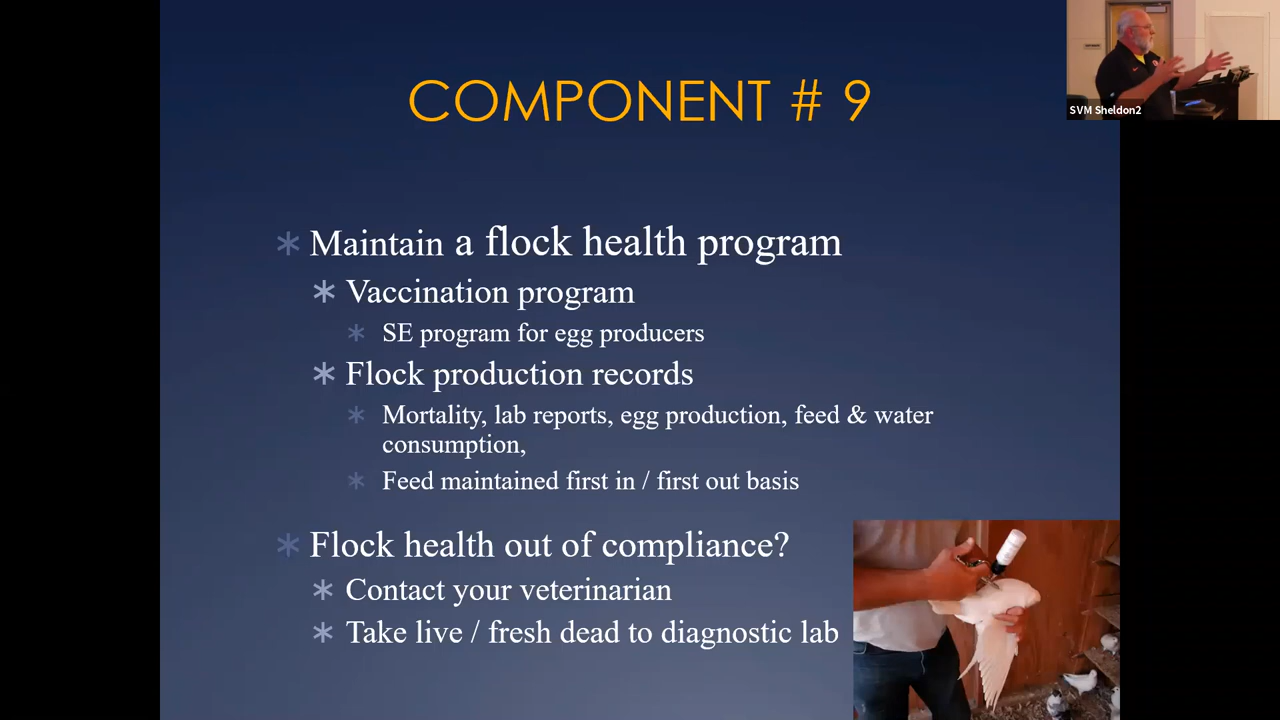 COMPONENT # 9
SVM Sheldon2
Maintain a flock health program
Vaccination program
SE program for egg producers
Flock production records
Mortality, lab reports, egg production, feed & water
consumption,
Feed maintained first in / first out basis
Flock health out of compliance?
Contact your veterinarian
Take live / fresh dead to diagnostic lab